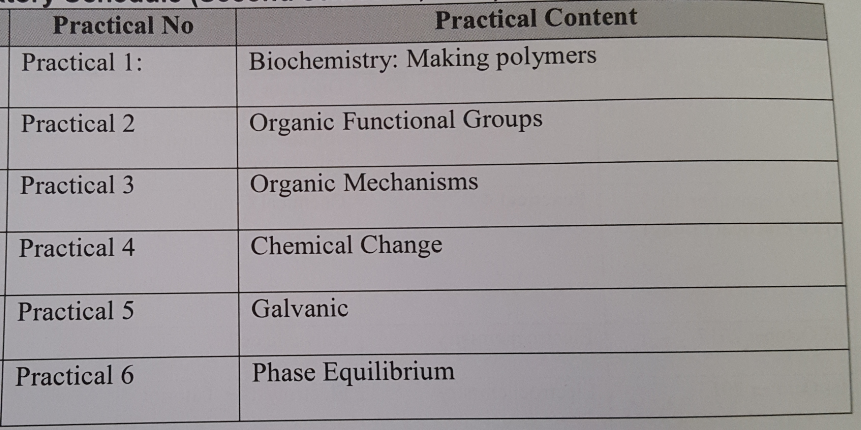 Practical No Practical Content
Practical 1: Biochemistry: Making polymers
Practical 2 Organic Functional Groups
Practical 3 Organic Mechanisms
Practical 4 Chemical Change
Practical 5 Galvanic
Practical 6 Phase Equilibrium